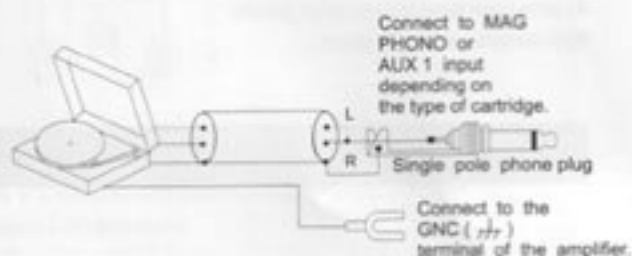 Connect to MAG
PHONO or
AUX 1 input
depending on
the type of cartridge.
L
R
Single pole phone plug
Connect to the
GNC ( )
terminal of the amplifier.